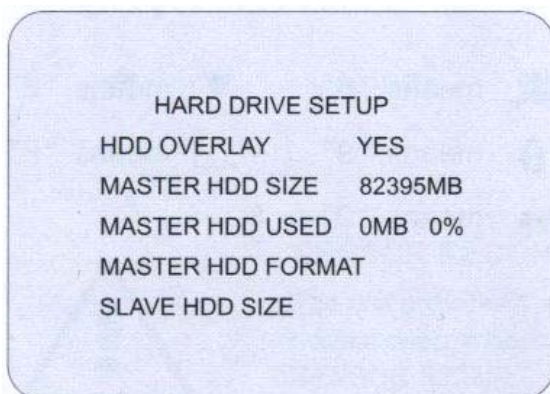 HARD DRIVE SETUP
HDD OVERLAY YES
MASTER HDD SIZE 82395MB
MASTER HDD USED 0MB 0%
MASTER HDD FORMAT
SLAVE HDD SIZE